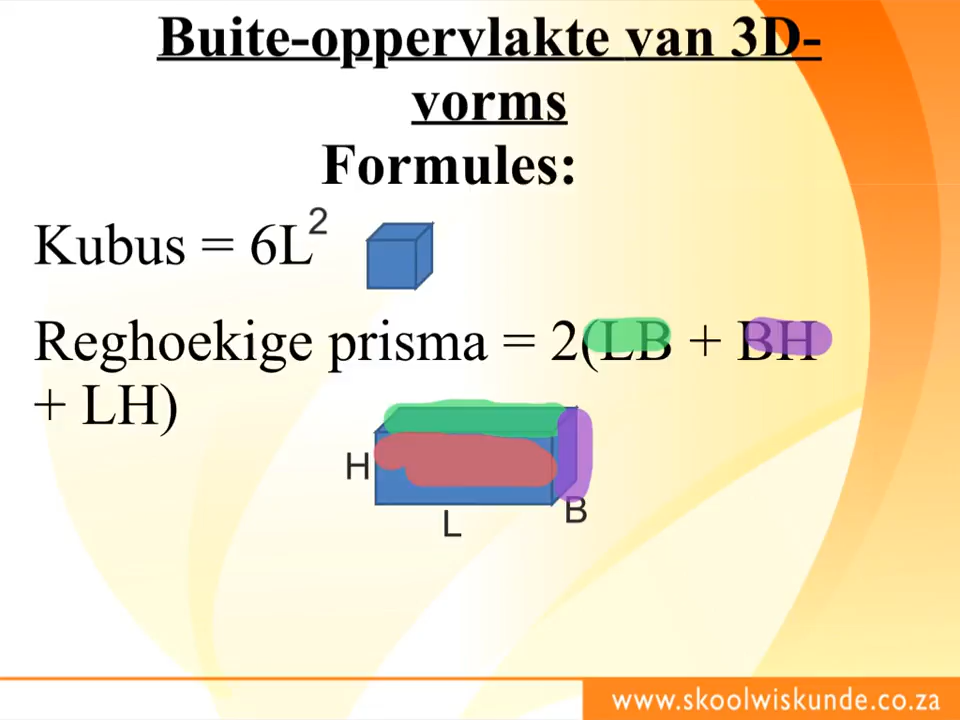 Buite-oppervlakte van 3D-
vorms
Formules:
Kubus = 6L²
Reghoekige prisma = 2(LB + BH
+ LH)
H
L
B
www.skoolwiskunde.co.za